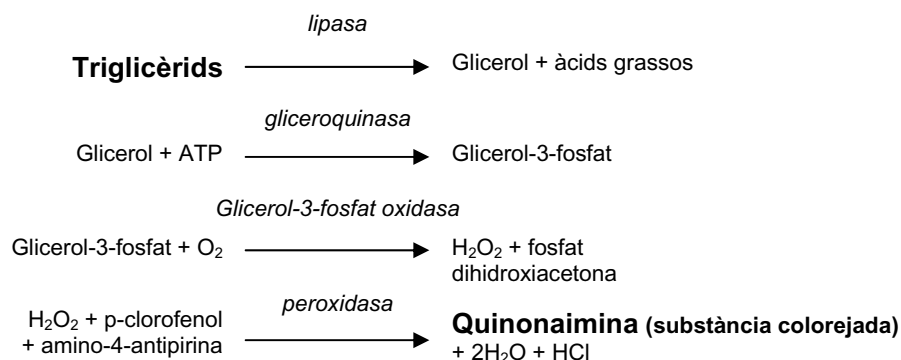 lipasa
Triglicèrids
Glicerol + àcids grassos
gliceroquinasa
Glicerol + ATP
Glicerol-3-fosfat
Glicerol-3-fosfat oxidasa
Glicerol-3-fosfat + O₂
H₂O₂ + fosfat
dihidroxiacetona
peroxidasa
H₂O₂ + p-clorofenol
+ amino-4-antipirina
Quinonaimina (substància colorejada)
+ 2H₂O + HCl